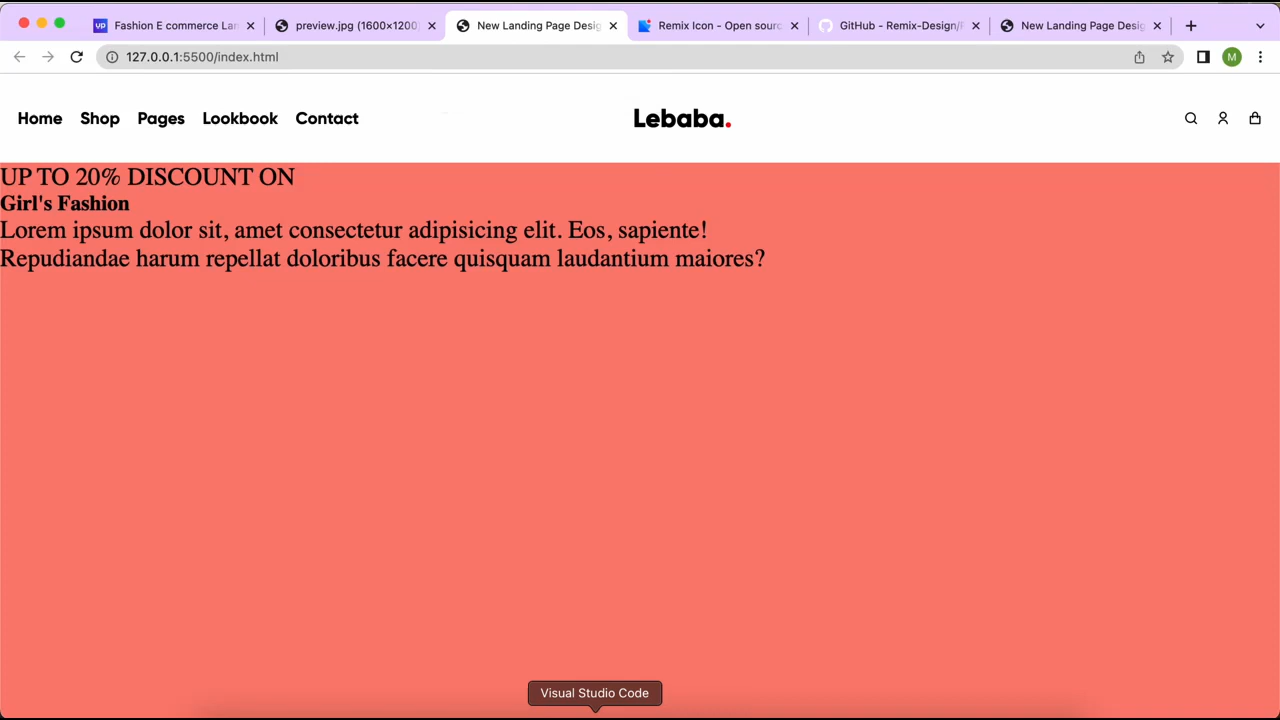 Fashion E commerce Lan
preview.jpg (1600×1200
New Landing Page Desig
Remix Icon - Open sourc
GitHub - Remix-Design/
New Landing Page Desig
127.0.0.1:5500/index.html
M
Home Shop Pages Lookbook Contact
Lebaba.
UP TO 20% DISCOUNT ON
Girl's Fashion
Lorem ipsum dolor sit, amet consectetur adipisicing elit. Eos, sapiente!
Repudiandae harum repellat doloribus facere quisquam laudantium maiores?
Visual Studio Code